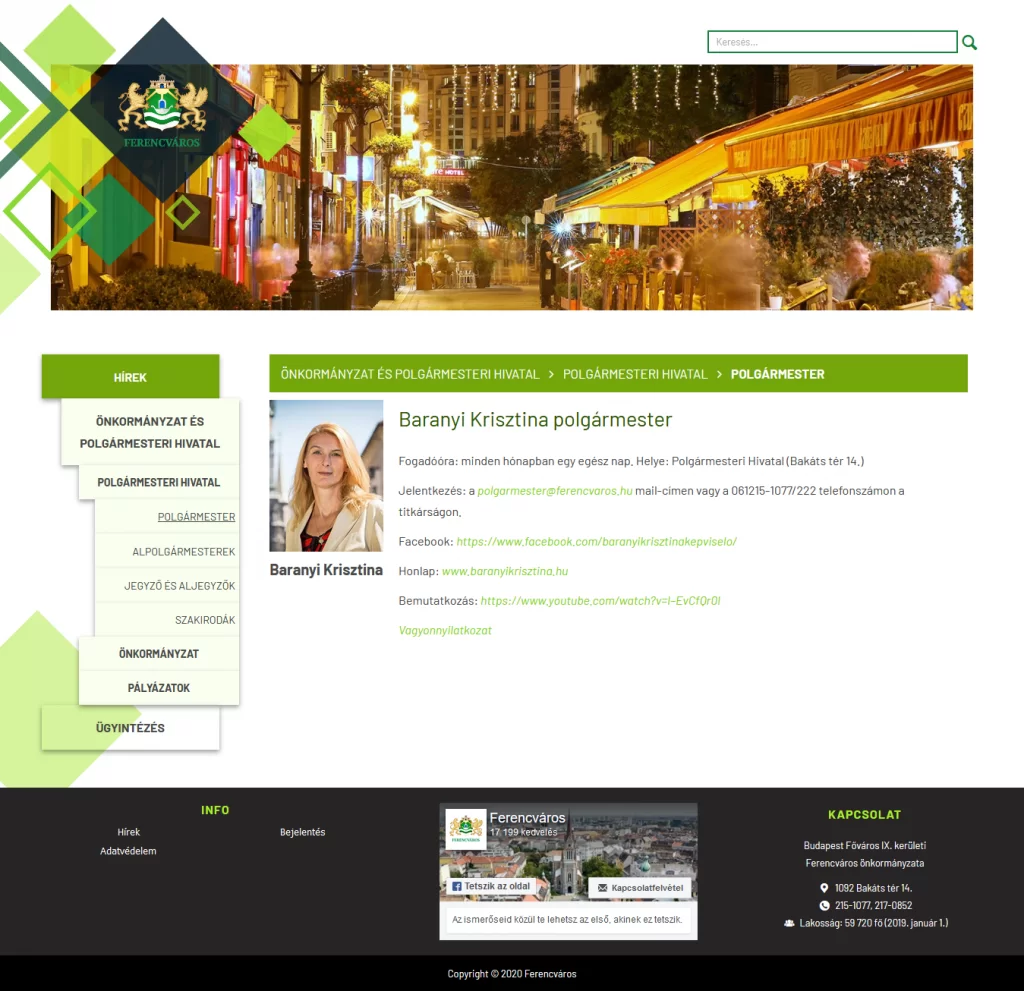 Keresés...
FERENCVÁROS
HOTEL
HÍREK
ÖNKORMÁNYZAT ÉS
POLGÁRMESTERI HIVATAL
POLGÁRMESTERI HIVATAL
POLGÁRMESTER
ALPOLGÁRMESTEREK
JEGYZŐ ÉS ALJEGYZŐK
SZAKIRODÁK
ÖNKORMÁNYZAT
PÁLYÁZATOK
ÜGYINTÉZÉS
ÖNKORMÁNYZAT ÉS POLGÁRMESTERI HIVATAL > POLGÁRMESTERI HIVATAL > POLGÁRMESTER
Baranyi Krisztina
Baranyi Krisztina polgármester
Fogadóóra: minden hónapban egy egész nap. Helye: Polgármesteri Hivatal (Bakáts tér 14.)
Jelentkezés: a polgarmester@ferencvaros.hu mail-címen vagy a 061215-1077/222 telefonszámon a
titkárságon.
Facebook: https://www.facebook.com/baranyikrisztinakepviselo/
Honlap: www.baranyikrisztina.hu
Bemutatkozás: https://www.youtube.com/watch?v=l-EvCfQr0I
Vagyonnyilatkozat
INFO
Hírek
Bejelentés
Adatvédelem
FERENCVÁROS
Ferencváros
17 199 kedvelés
Tetszik az oldal
Kapcsolatfelvétel
Az ismerőseid közül te lehetsz az első, akinek ez tetszik.
KAPCSOLAT
Budapest Főváros IX. kerületi
Ferencváros önkormányzata
1092 Bakáts tér 14.
215-1077, 217-0852
Lakosság: 59 720 fő (2019. január 1.)
Copyright © 2020 Ferencváros